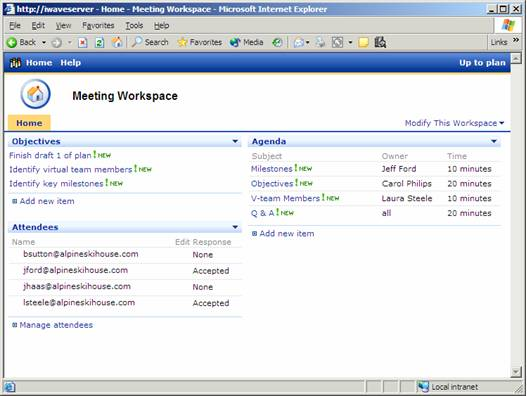 http://iwaveserver - Home - Meeting Workspace - Microsoft Internet Explorer
File Edit View Favorites Tools Help
Back Search Favorites Media Links »
Home Help Up to plan
Meeting Workspace
Home Modify This Workspace
Objectives
Finish draft 1 of plan ! NEW
Identify virtual team members ! NEW
Identify key milestones ! NEW
Add new item
Attendees
Name Edit Response
bsutton@alpineskihouse.com None
jford@alpineskihouse.com Accepted
jhaas@alpineskihouse.com None
lsteele@alpineskihouse.com Accepted
Manage attendees
Agenda
Subject Owner Time
Milestones ! NEW Jeff Ford 10 minutes
Objectives ! NEW Carol Philips 20 minutes
V-team Members ! NEW Laura Steele 10 minutes
Q & A ! NEW all 20 minutes
Add new item
Local intranet